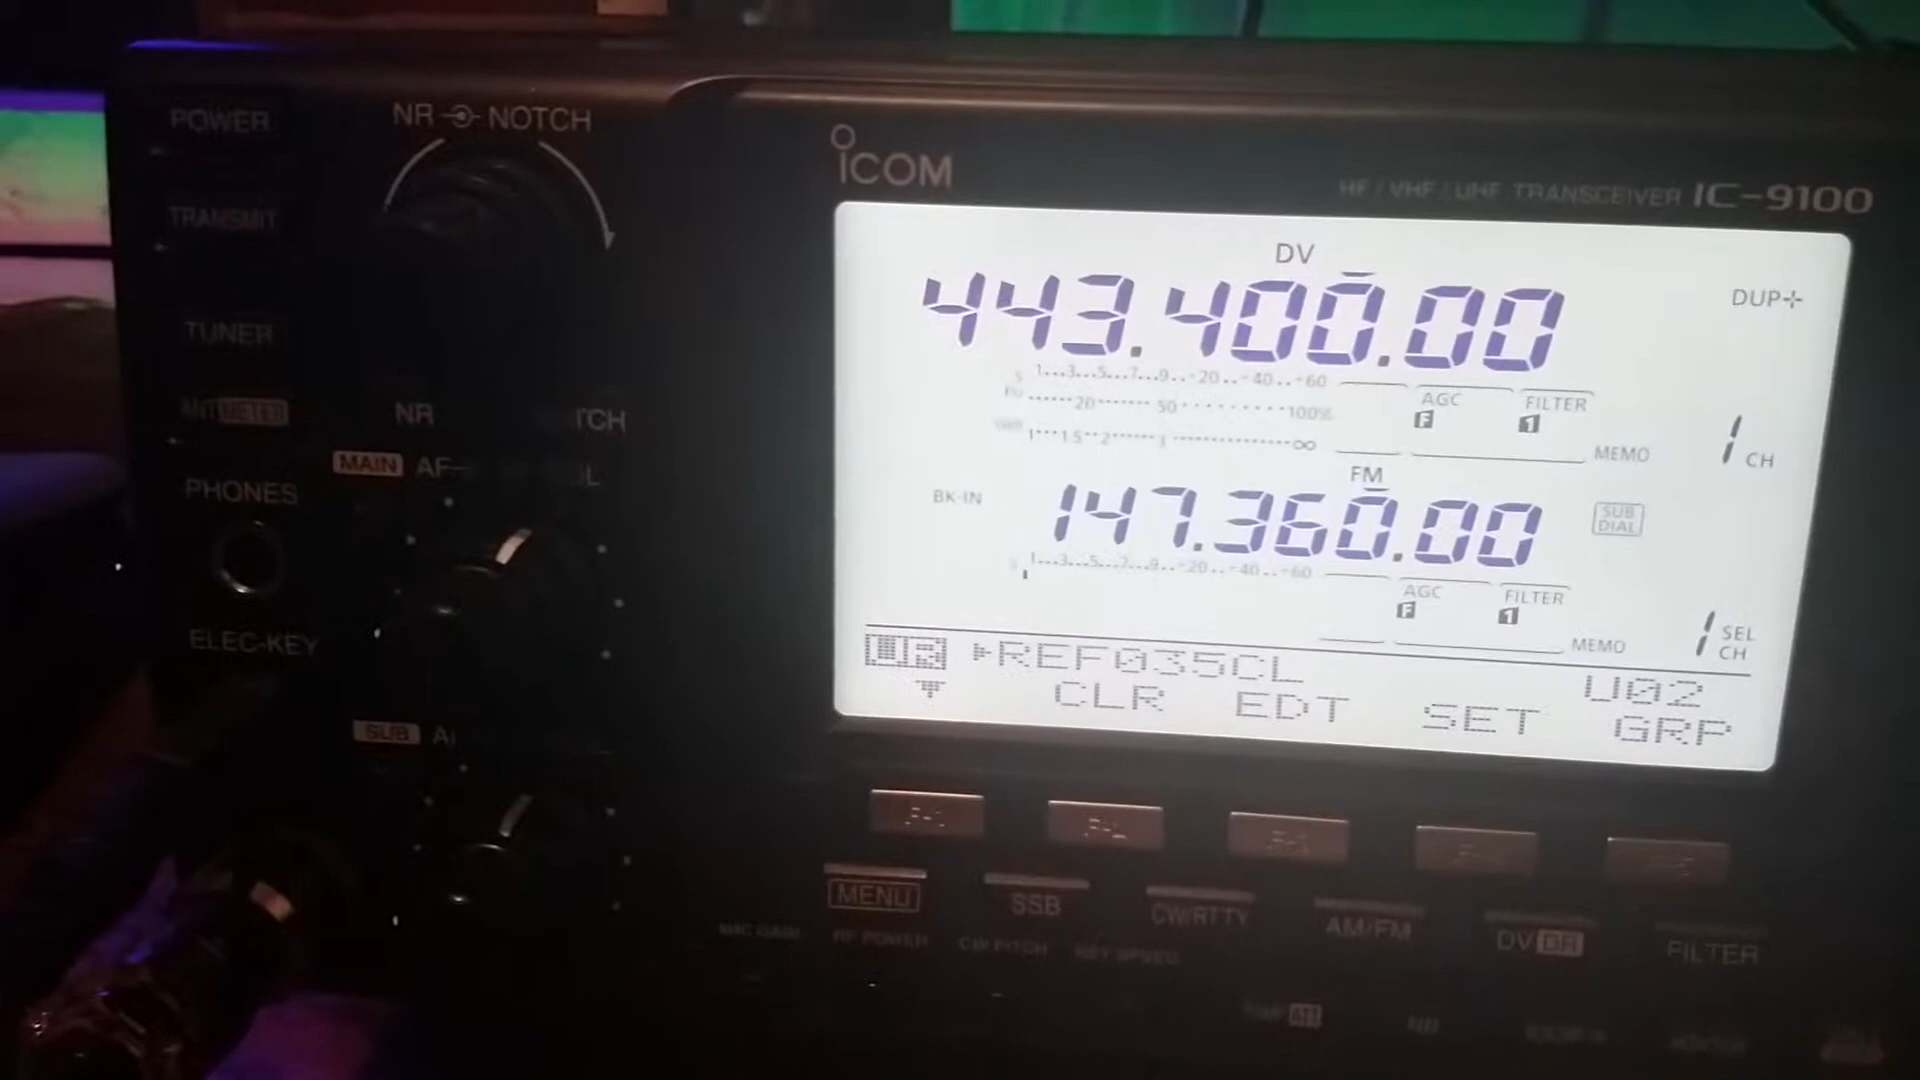 POWER
NR NOTCH
TRANSMIT
TUNER
METER
NR
PHONES
MAIN AF
ELEC-KEY
SUB
ICOM
HF / VHF / UHF TRANSCEIVER IC-9100
DV
443.400.00
DUP+
S 1...3...5...7...9..-20..-40..-60
20 50 100%
1 1.5 2 3 ∞
AGC
F
FILTER
1
MEMO
1 CH
FM
BK-IN
147.360.00
SUB
DIAL
1...3...5...7...9..-20..-40..-60
AGC
F
FILTER
1
MEMO
1 SEL
CH
UR REF035CL
U02
CLR EDT SET GRP
MENU SSB CW/RTTY AM/FM DV DR FILTER
MIC GAIN RF POWER CW PITCH KEY SPEED
ATT